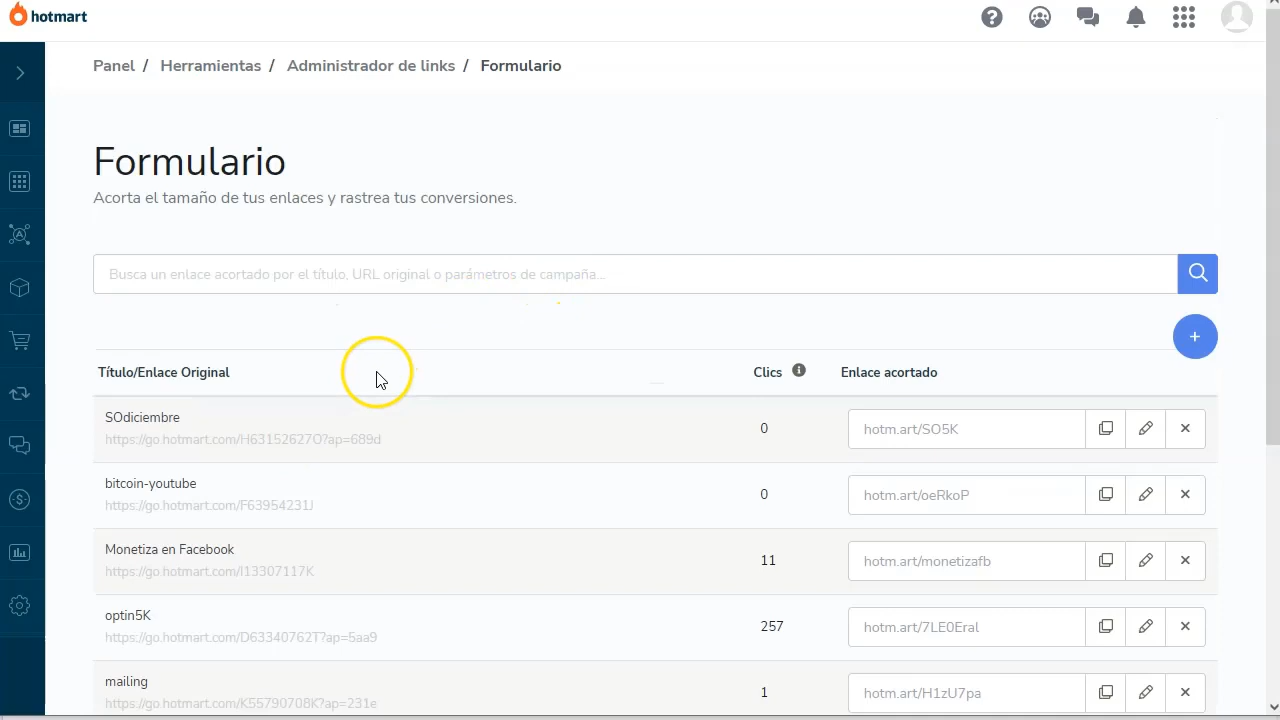 hotmart
Panel / Herramientas / Administrador de links / Formulario
Formulario
Acorta el tamaño de tus enlaces y rastrea tus conversiones.
Busca un enlace acortado por el título, URL original o parámetros de campaña...
+
Título/Enlace Original Clics Enlace acortado
SOdiciembre
https://go.hotmart.com/H63152627O?ap=689d
0
hotm.art/SO5K
bitcoin-youtube
https://go.hotmart.com/F63954231J
0
hotm.art/oeRkoP
Monetiza en Facebook
https://go.hotmart.com/I13307117K
11
hotm.art/monetizafb
optin5K
https://go.hotmart.com/D63340762T?ap=5aa9
257
hotm.art/7LE0Eral
mailing
https://go.hotmart.com/K55790708K?ap=231e
1
hotm.art/H1zU7pa